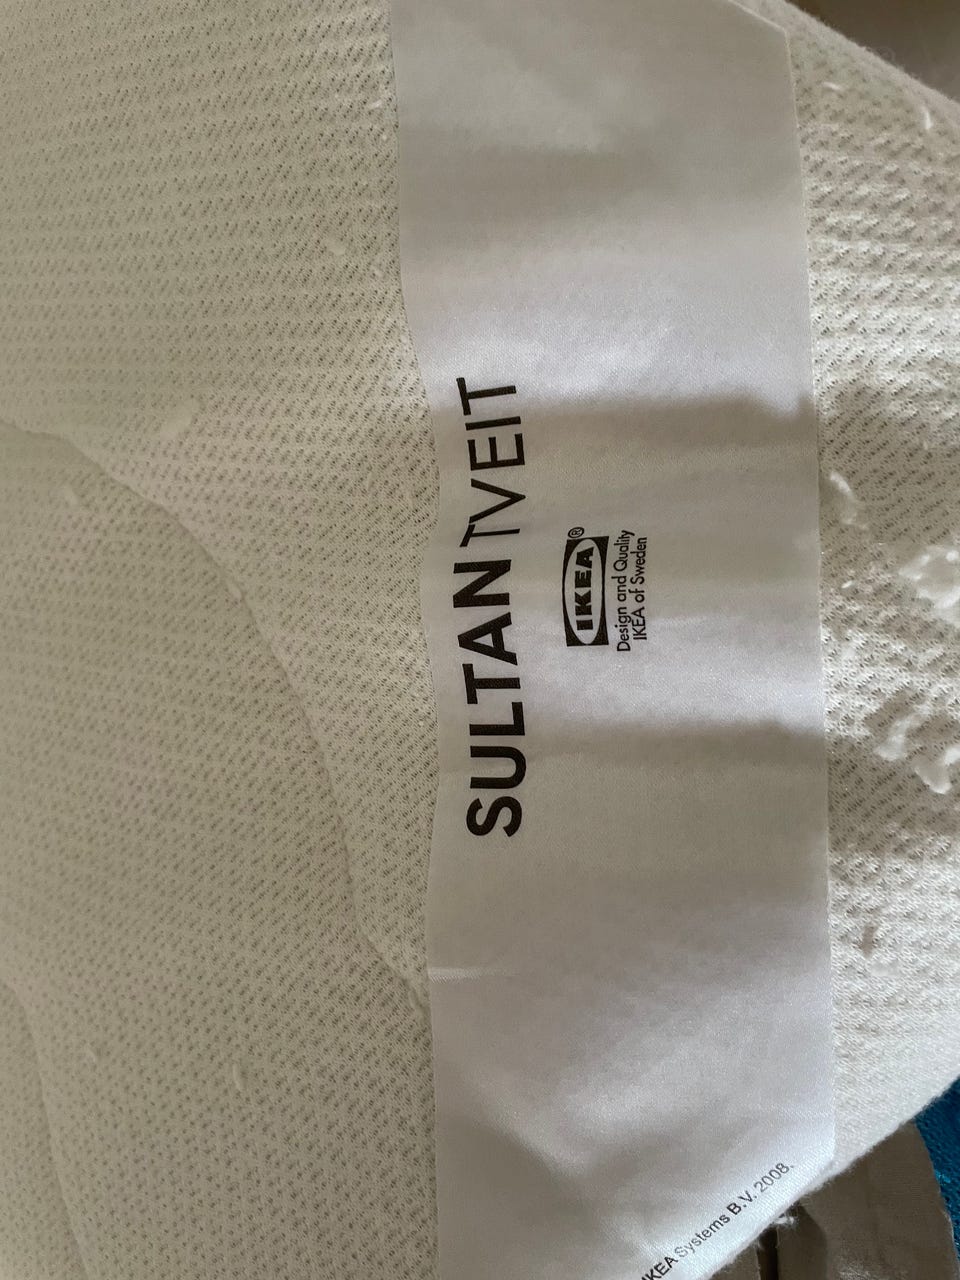 SULTAN TVEIT
IKEA®
Design and Quality
IKEA of Sweden
IKEA Systems B.V. 2008.